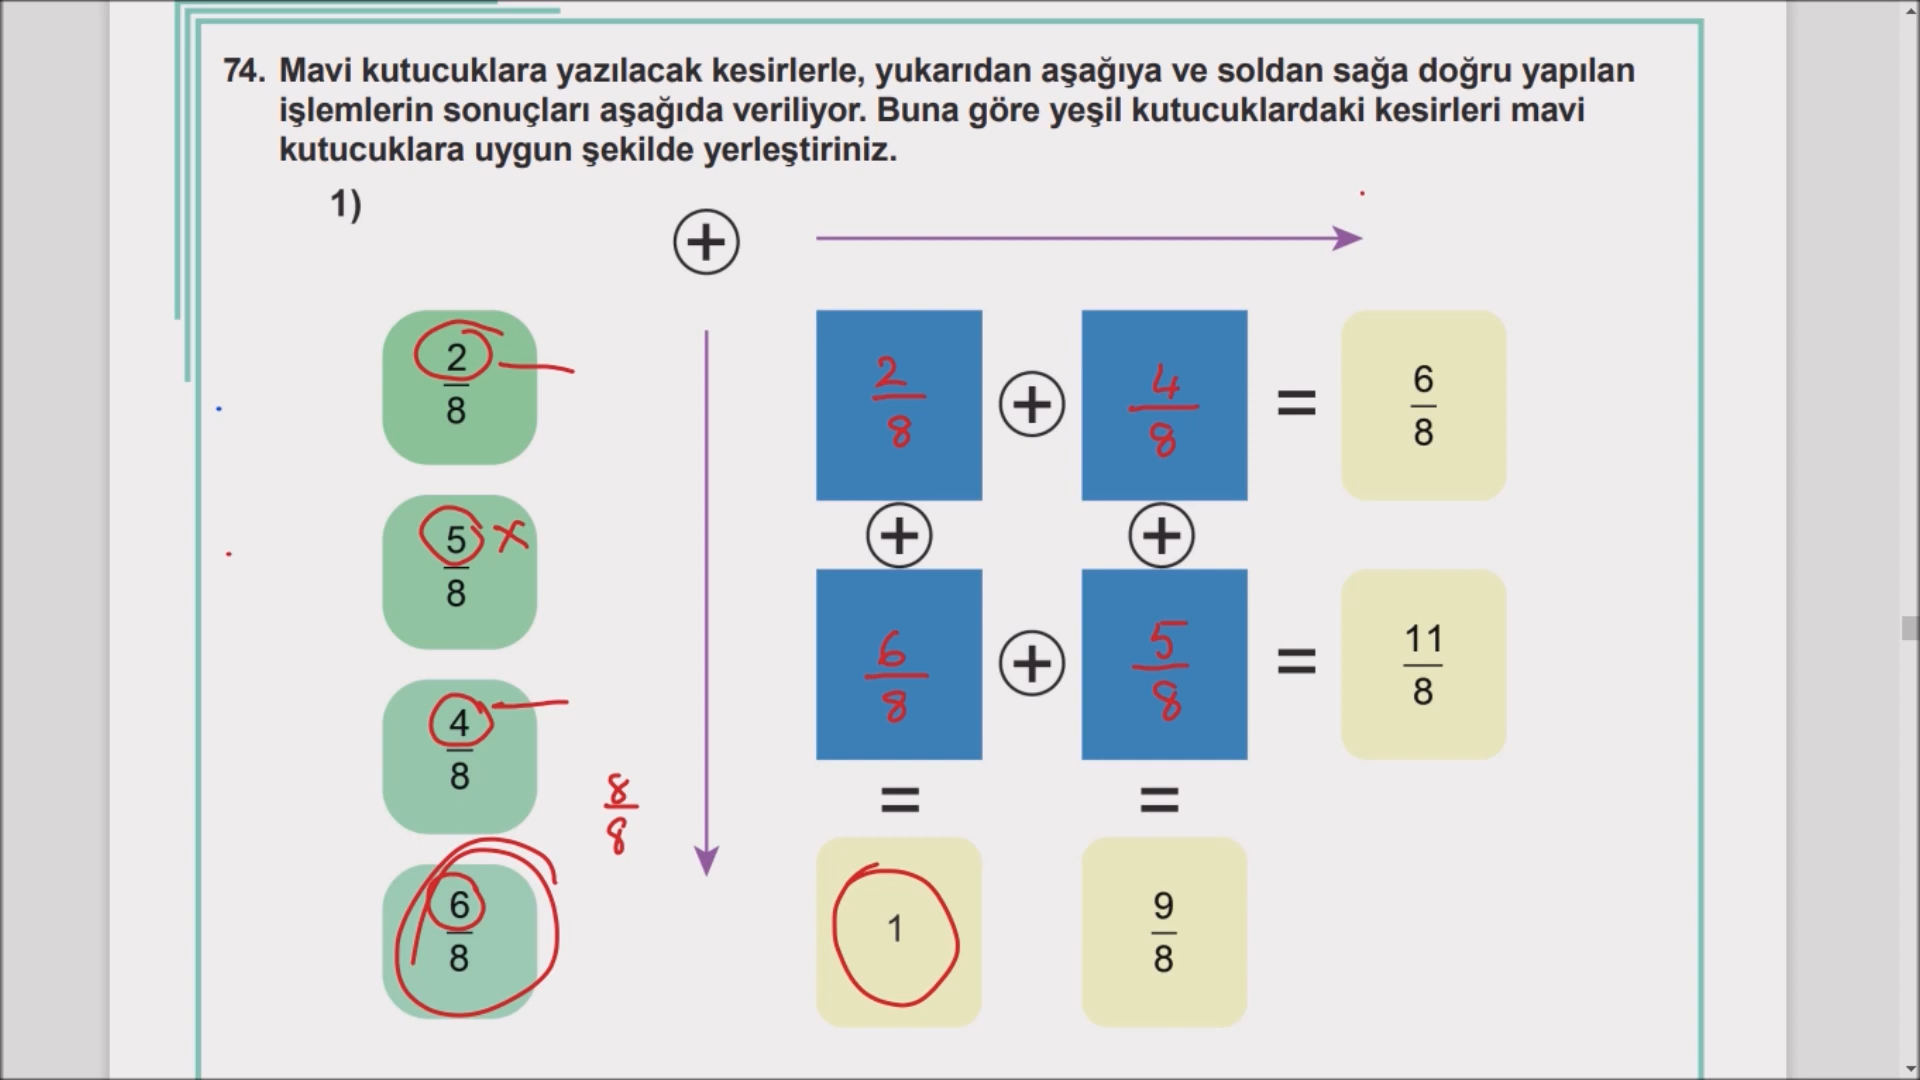 74. Mavi kutucuklara yazılacak kesirlerle, yukarıdan aşağıya ve soldan sağa doğru yapılan
işlemlerin sonuçları aşağıda veriliyor. Buna göre yeşil kutucuklardaki kesirleri mavi
kutucuklara uygun şekilde yerleştiriniz.
1)
+
2/8
5/8 x
4/8
6/8
8/8
2/8 + 4/8 = 6/8
+ +
6/8 + 5/8 = 11/8
= =
1 9/8